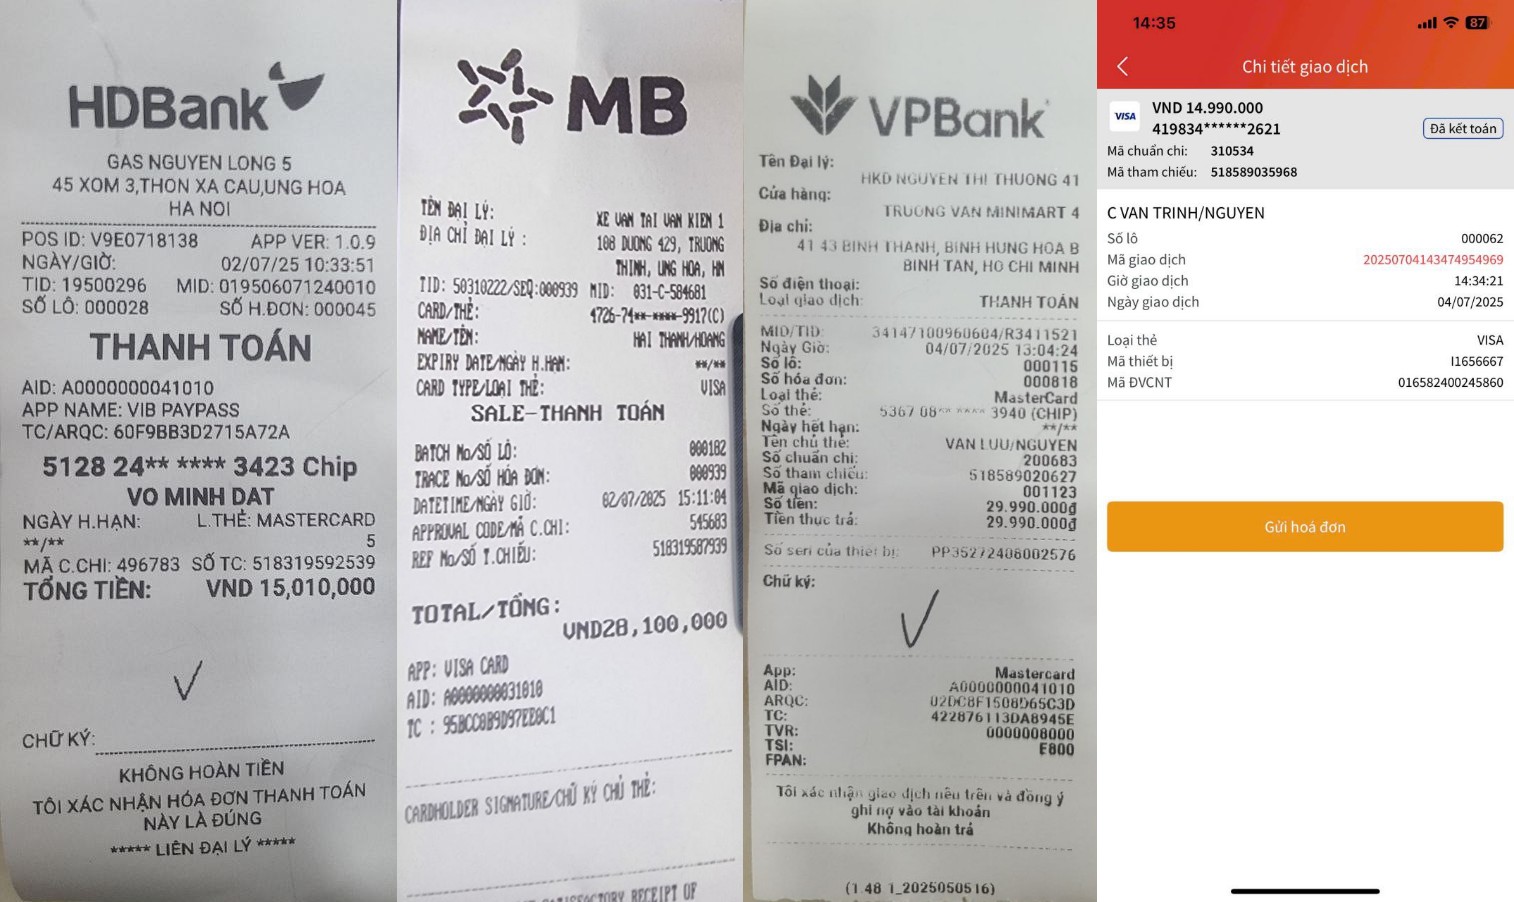 HDBank
GAS NGUYEN LONG 5
45 XOM 3,THON XA CAU,UNG HOA
HA NOI
POS ID: V9E0718138 APP VER: 1.0.9
NGÀY/GIỜ: 02/07/25 10:33:51
TID: 19500296 MID: 019506071240010
SỐ LÔ: 000028 SỐ H.ĐƠN: 000045
THANH TOÁN
AID: A0000000041010
APP NAME: VIB PAYPASS
TC/ARQC: 60F9BB3D2715A72A
5128 24** **** 3423 Chip
VO MINH DAT
NGÀY H.HẠN: L.THẺ: MASTERCARD
**/** 5
MÃ C.CHI: 496783 SỐ TC: 518319592539
TỔNG TIỀN: VND 15,010,000
CHỮ KÝ:
KHÔNG HOÀN TIỀN
TÔI XÁC NHẬN HÓA ĐƠN THANH TOÁN
NÀY LÀ ĐÚNG
***** LIÊN ĐẠI LÝ *****
MB
TÊN ĐẠI LÝ: XE VAN TAI VAN KIEN 1
ĐỊA CHỈ ĐẠI LÝ : 108 DUONG 429, TRUONG
THINH, UNG HOA, HN
TID: 50310222/SEQ:000939 MID: 031-C-584681
CARD/THẺ: 4726-74**-****-9917(C)
NAME/TÊN: HAI THANH/HOANG
EXPIRY DATE/NGÀY H.HẠN: **/**
CARD TYPE/LOẠI THẺ: VISA
SALE-THANH TOÁN
BATCH No/SỐ LÔ: 000182
TRACE No/SỐ HÓA ĐƠN: 000939
DATETIME/NGÀY GIỜ: 02/07/2025 15:11:04
APPROVAL CODE/MÃ C.CHI: 545683
REF No/SỐ T.CHIẾU: 518319587939
TOTAL/TỔNG:
VND28,100,000
APP: VISA CARD
AID: A0000000031010
TC : 95BCC0B9D97EE0C1
CARDHOLDER SIGNATURE/CHỮ KÝ CHỦ THẺ:
SATISFACTORY RECEIPT OF
VPBank
Tên Đại lý:
HKD NGUYEN THI THUONG 41
Cửa hàng:
TRUONG VAN MINIMART 4
Địa chỉ:
41 43 BINH THANH, BINH HUNG HOA B
BINH TAN, HO CHI MINH
Số điện thoại:
Loại giao dịch: THANH TOÁN
MID/TID: 34147100960604/R3411521
Ngày Giờ: 04/07/2025 13:04:24
Số lô: 000115
Số hóa đơn: 000818
Loại thẻ: MasterCard
Số thẻ: 5367 08** **** 3940 (CHIP)
Ngày hết hạn: **/**
Tên chủ thẻ: VAN LUU/NGUYEN
Số chuẩn chi: 200683
Số tham chiếu: 518589020627
Mã giao dịch: 001123
Số tiền: 29.990.000₫
Tiền thực trả: 29.990.000₫
Số seri của thiết bị: PP35272408002576
Chữ ký:
App: Mastercard
AID: A0000000041010
ARQC: 02DC8F1508D65C3D
TC: 422876113DA8945E
TVR: 0000008000
TSI: E800
FPAN:
Tôi xác nhận giao dịch nêu trên và đồng ý
ghi nợ vào tài khoản
Không hoàn trả
(1 48 1_2025050516)
14:35 87
Chi tiết giao dịch
VISA VND 14.990.000
419834******2621 Đã kết toán
Mã chuẩn chi: 310534
Mã tham chiếu: 518589035968
C VAN TRINH/NGUYEN
Số lô 000062
Mã giao dịch 20250704143474954969
Giờ giao dịch 14:34:21
Ngày giao dịch 04/07/2025
Loại thẻ VISA
Mã thiết bị I1656667
Mã ĐVCNT 016582400245860
Gửi hoá đơn